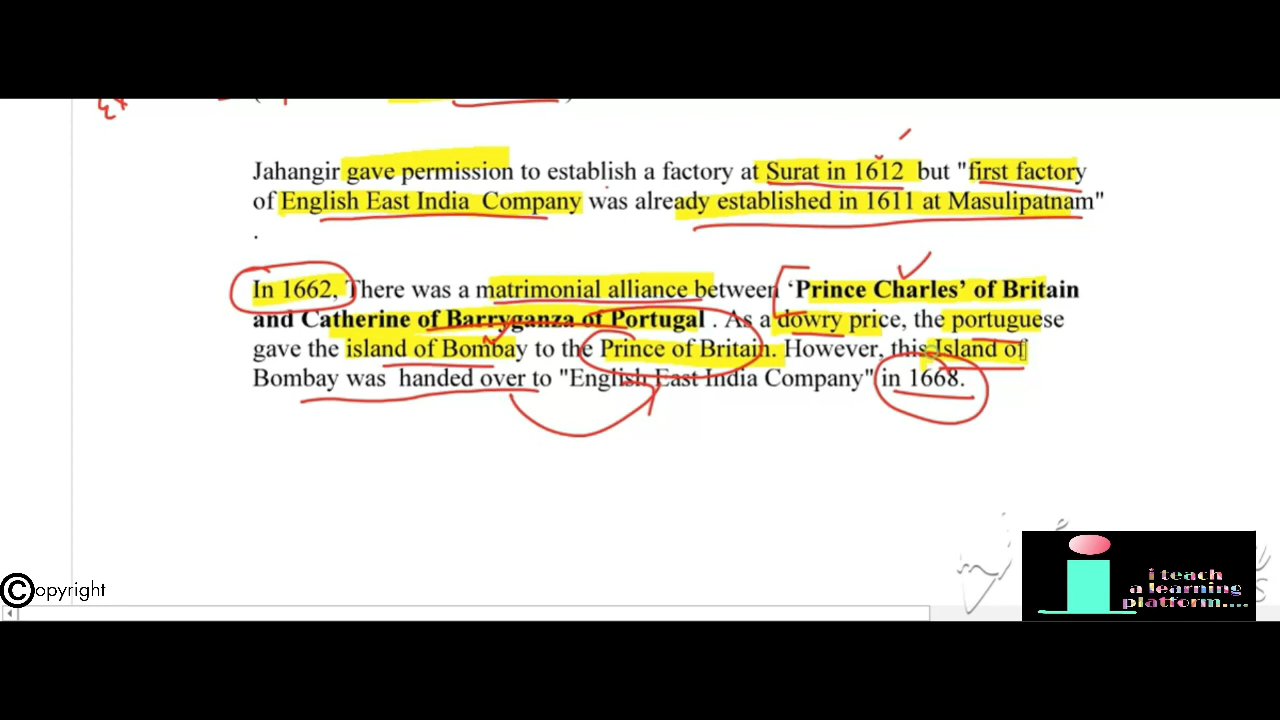 Ex
Jahangir gave permission to establish a factory at Surat in 1612 but "first factory
of English East India Company was already established in 1611 at Masulipatnam"
.
In 1662, There was a matrimonial alliance between ‘Prince Charles’ of Britain
and Catherine of Barryganza of Portugal . As a dowry price, the portuguese
gave the island of Bombay to the Prince of Britain. However, this Island of
Bombay was handed over to "English East India Company" in 1668.
©opyright
i teach
a learning
platform....